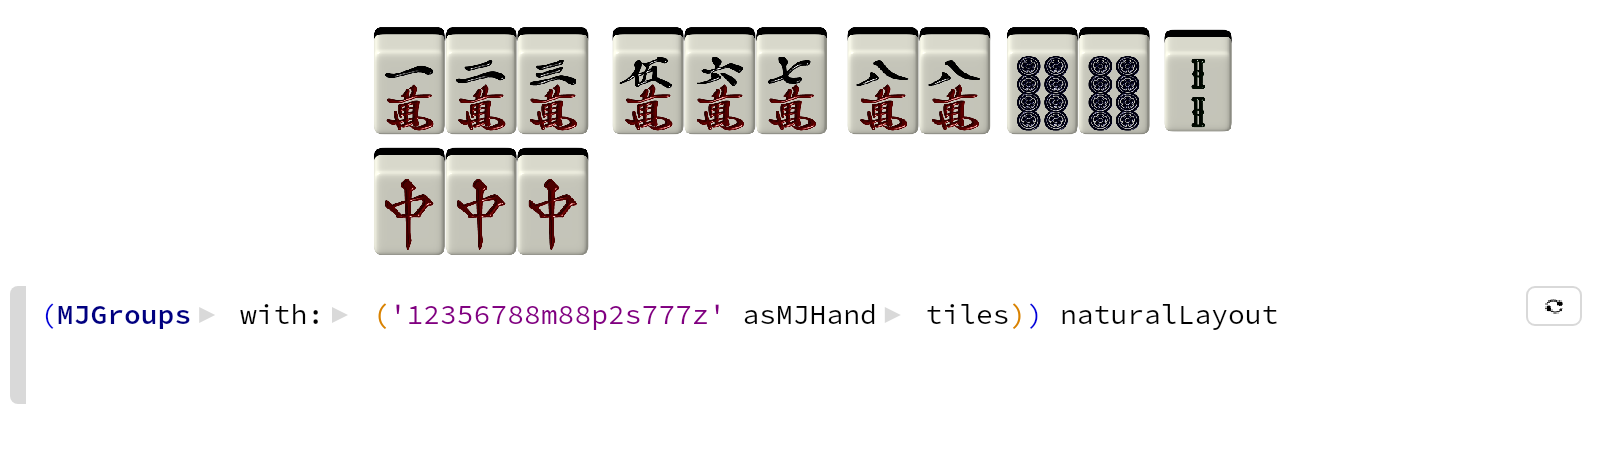 一萬 二萬 三萬 伍萬 六萬 七萬 八萬 八萬
中 中 中
(MJGroups with: ('12356788m88p2s777z' asMJHand tiles)) naturalLayout